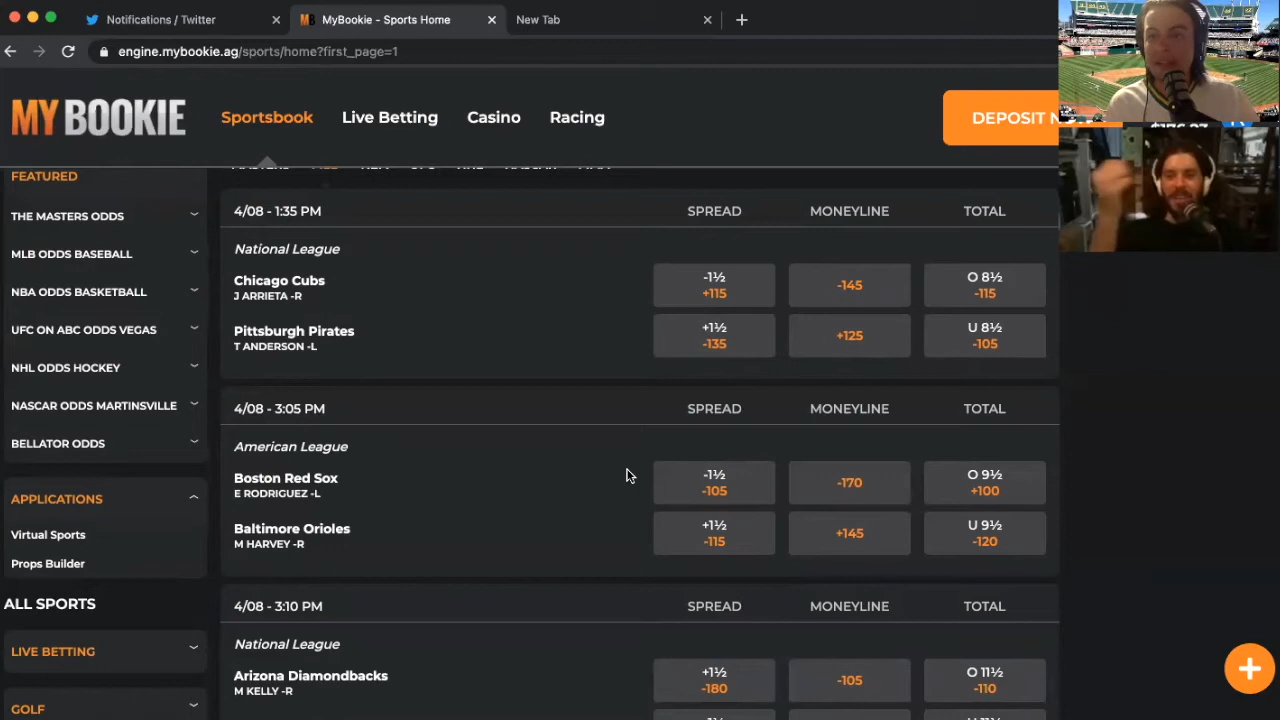 Notifications / Twitter
MyBookie - Sports Home
New Tab
engine.mybookie.ag/sports/home?first_page=1
MY BOOKIE
Sportsbook
Live Betting
Casino
Racing
DEPOSIT
FEATURED
THE MASTERS ODDS
MLB ODDS BASEBALL
NBA ODDS BASKETBALL
UFC ON ABC ODDS VEGAS
NHL ODDS HOCKEY
NASCAR ODDS MARTINSVILLE
BELLATOR ODDS
APPLICATIONS
Virtual Sports
Props Builder
ALL SPORTS
LIVE BETTING
GOLF
4/08 - 1:35 PM SPREAD MONEYLINE TOTAL
National League
Chicago Cubs
J ARRIETA -R
-1½
+115
-145
O 8½
-115
Pittsburgh Pirates
T ANDERSON -L
+1½
-135
+125
U 8½
-105
4/08 - 3:05 PM SPREAD MONEYLINE TOTAL
American League
Boston Red Sox
E RODRIGUEZ -L
-1½
-105
-170
O 9½
+100
Baltimore Orioles
M HARVEY -R
+1½
-115
+145
U 9½
-120
4/08 - 3:10 PM SPREAD MONEYLINE TOTAL
National League
Arizona Diamondbacks
M KELLY -R
+1½
-180
-105
O 11½
-110